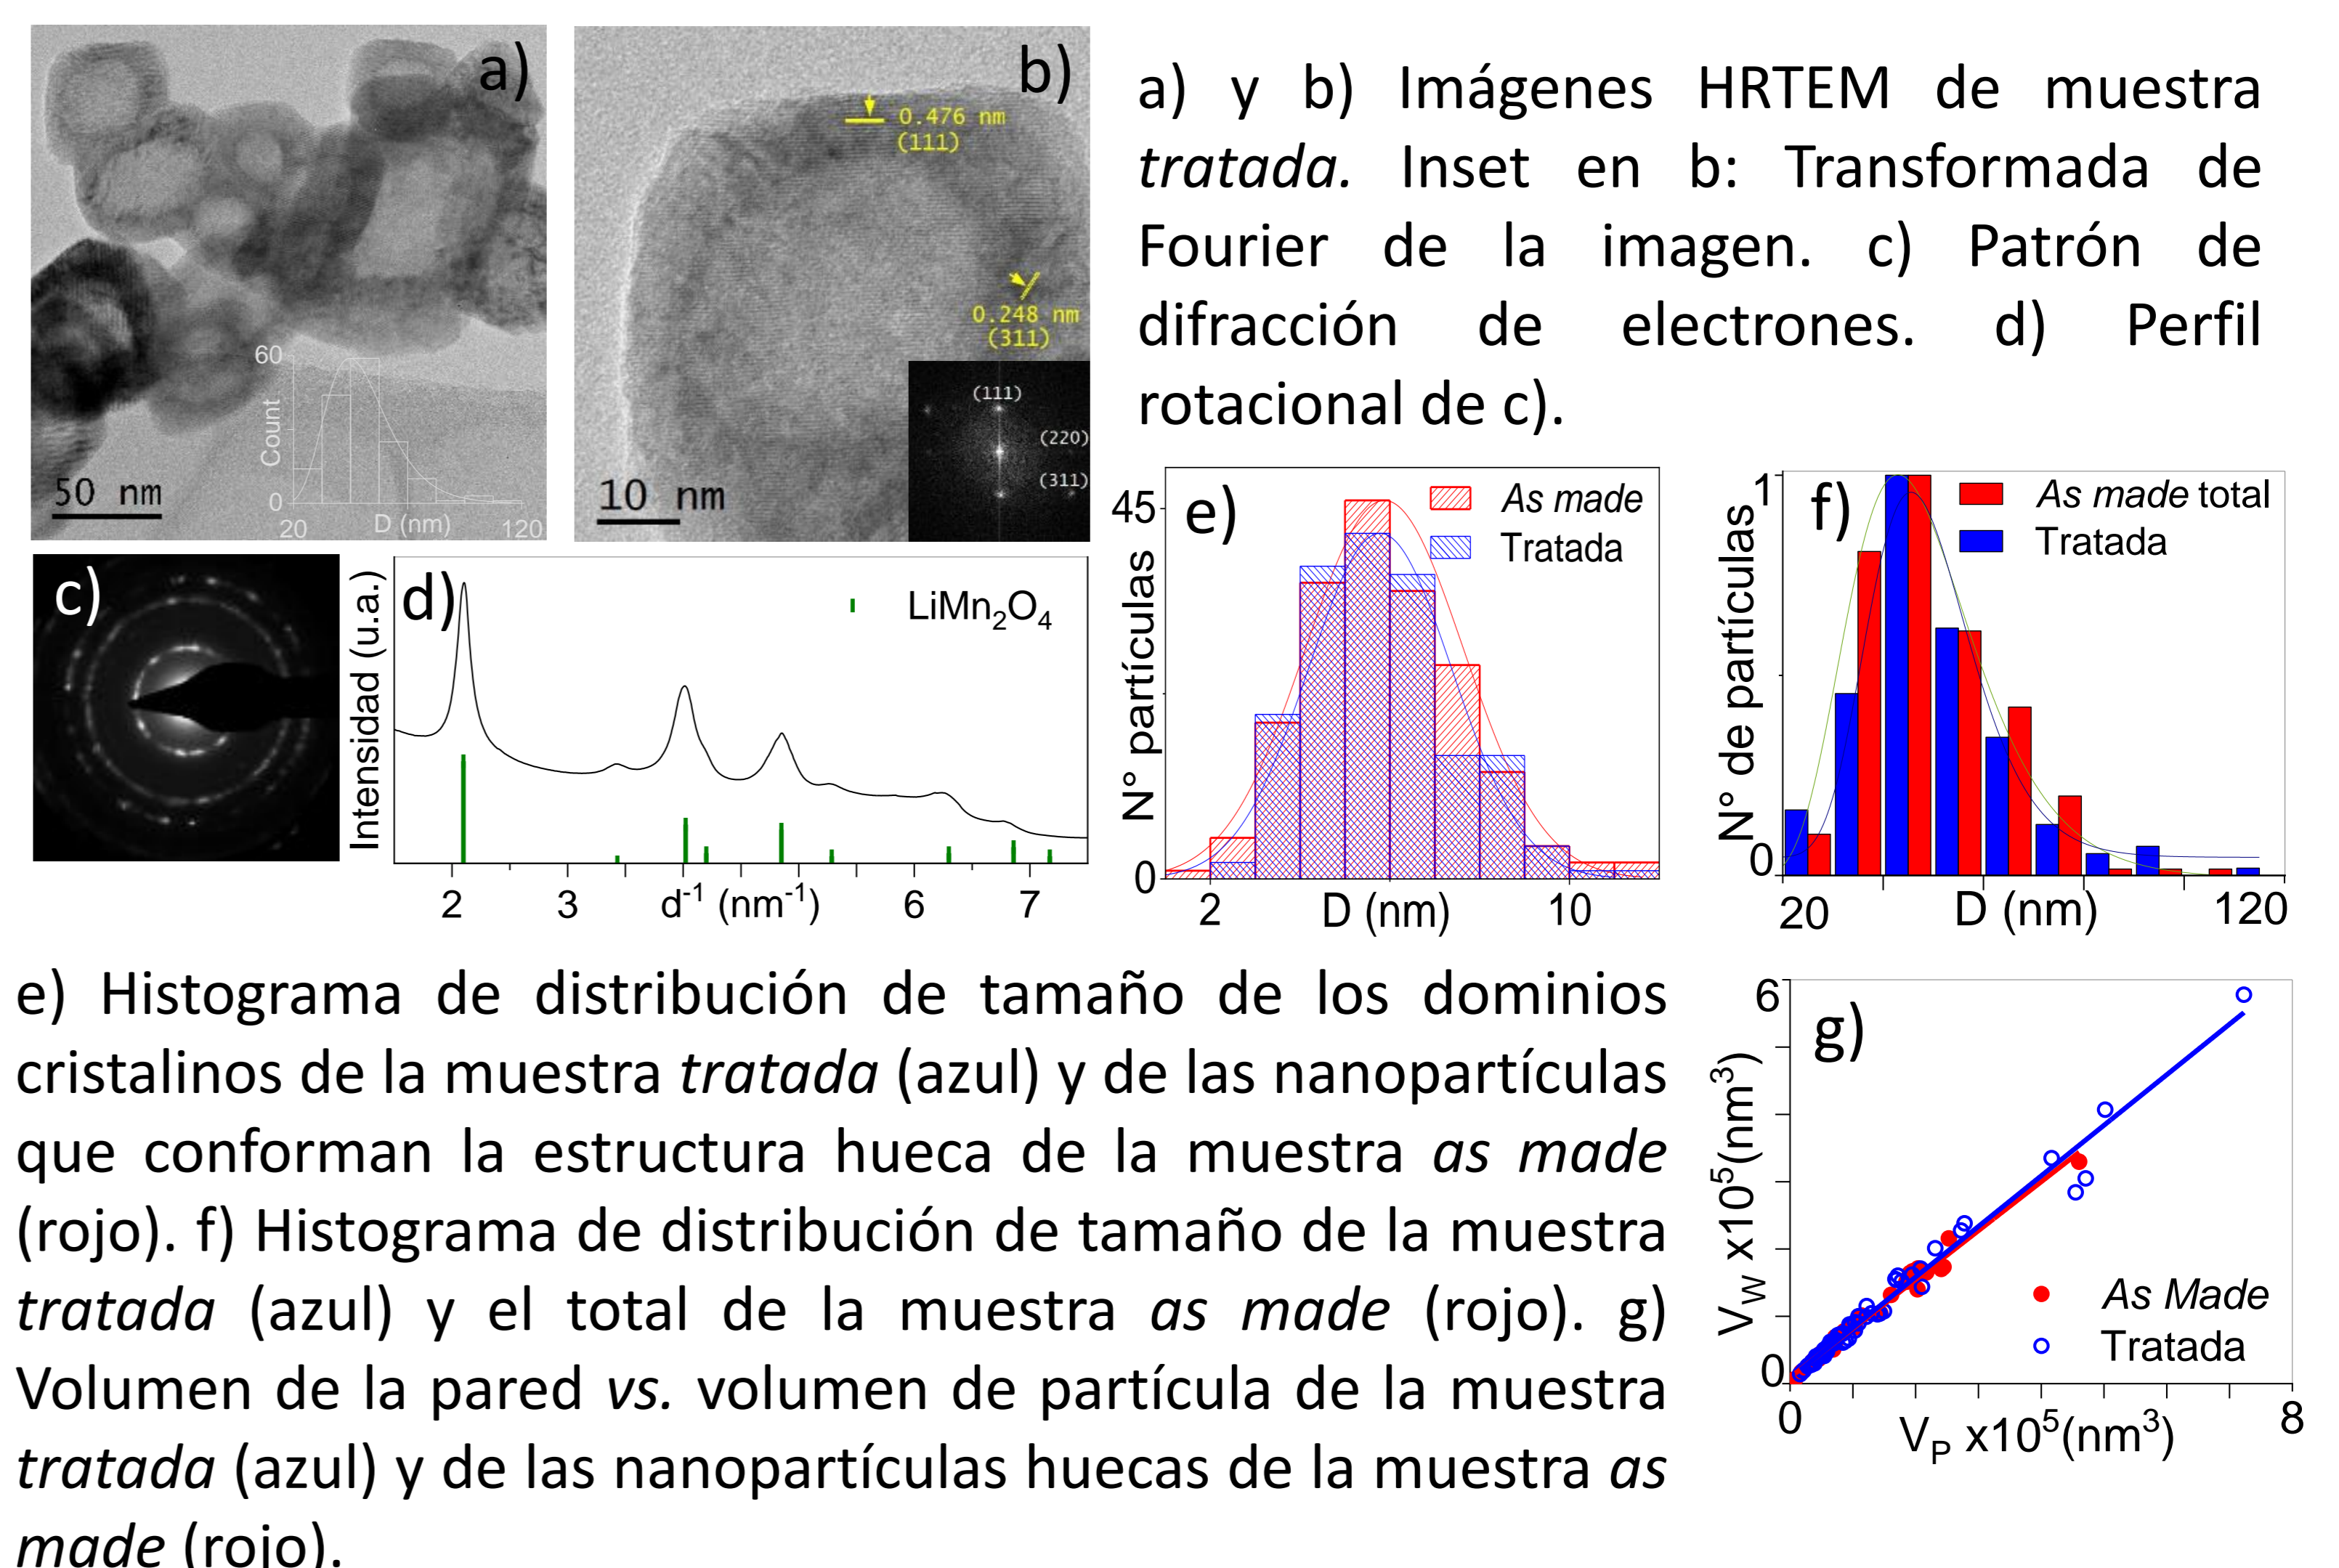 a)
b)
0.476 nm
(111)
0.248 nm
(311)
(111)
(220)
(311)
10 nm
60
Count
0
20
D (nm)
120
50 nm
a) y b) Imágenes HRTEM de muestra
tratada. Inset en b: Transformada de
Fourier de la imagen. c) Patrón de
difracción de electrones. d) Perfil
rotacional de c).
c)
d)
Intensidad (u.a.)
LiMn₂O₄
2
3
d⁻¹ (nm⁻¹)
6
7
e)
As made
Tratada
45
N° partículas
0
2
D (nm)
10
f)
As made total
Tratada
1
N° de partículas
0
20
D (nm)
120
e) Histograma de distribución de tamaño de los dominios
cristalinos de la muestra tratada (azul) y de las nanopartículas
que conforman la estructura hueca de la muestra as made
(rojo). f) Histograma de distribución de tamaño de la muestra
tratada (azul) y el total de la muestra as made (rojo). g)
Volumen de la pared vs. volumen de partícula de la muestra
tratada (azul) y de las nanopartículas huecas de la muestra as
made (rojo).
g)
6
V_W x10⁵(nm³)
0
As Made
Tratada
0
V_P x10⁵(nm³)
8